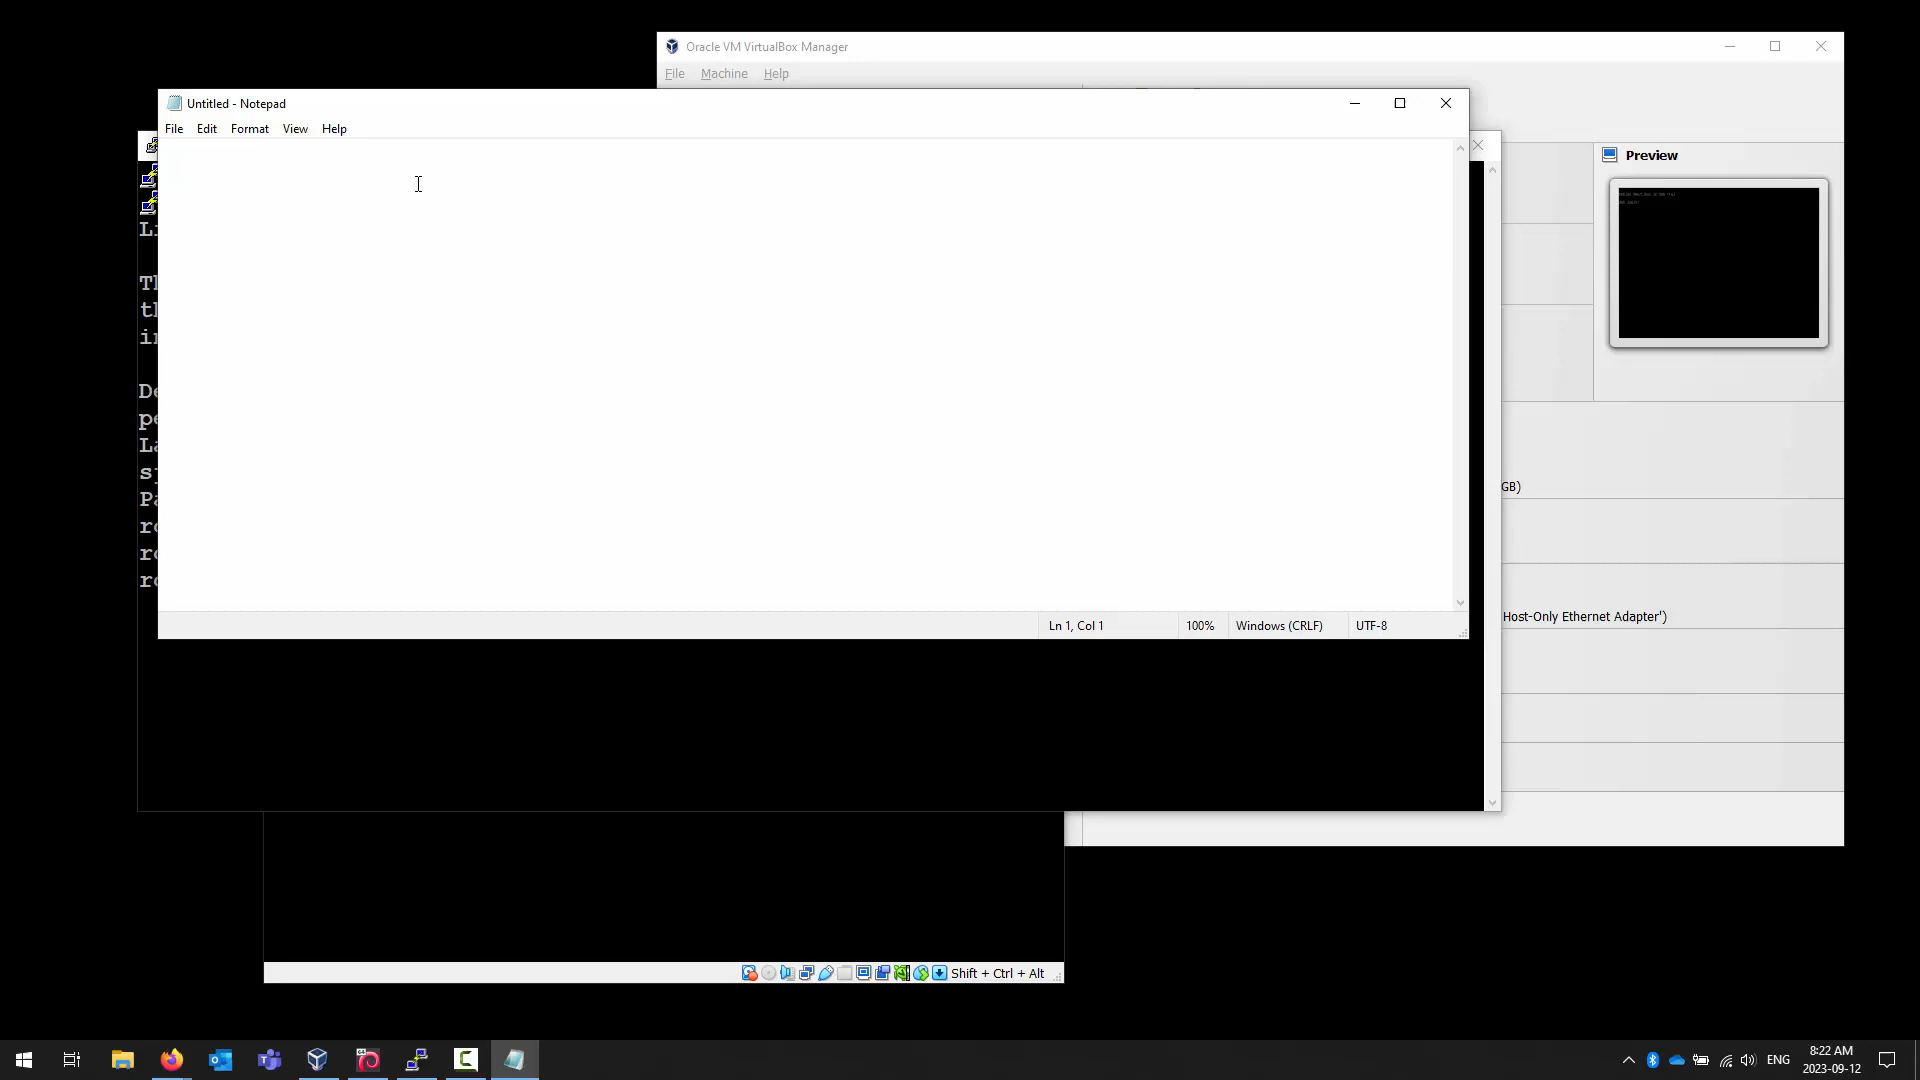 Oracle VM VirtualBox Manager
File Machine Help
Untitled - Notepad
File Edit Format View Help
Preview
GB)
Host-Only Ethernet Adapter')
Ln 1, Col 1 100% Windows (CRLF) UTF-8
Shift + Ctrl + Alt
ENG
8:22 AM
2023-09-12